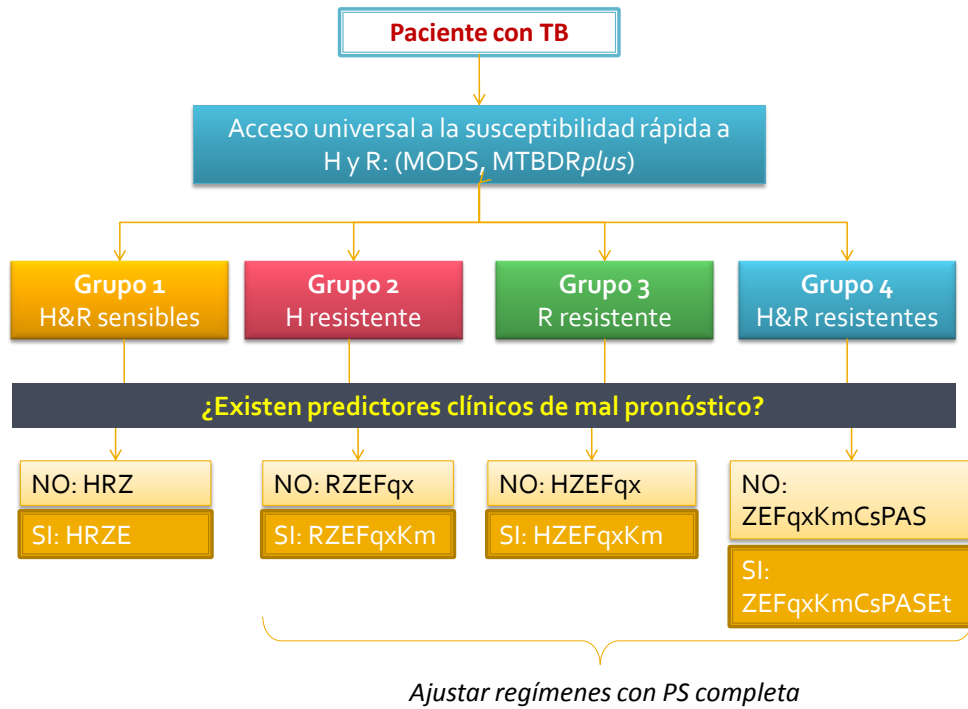 Paciente con TB
Acceso universal a la susceptibilidad rápida a
H y R: (MODS, MTBDRplus)
Grupo 1
H&R sensibles
Grupo 2
H resistente
Grupo 3
R resistente
Grupo 4
H&R resistentes
¿Existen predictores clínicos de mal pronóstico?
NO: HRZ
SI: HRZE
NO: RZEFqx
SI: RZEFqxKm
NO: HZEFqx
SI: HZEFqxKm
NO:
ZEFqxKmCsPAS
SI:
ZEFqxKmCsPASEt
Ajustar regímenes con PS completa